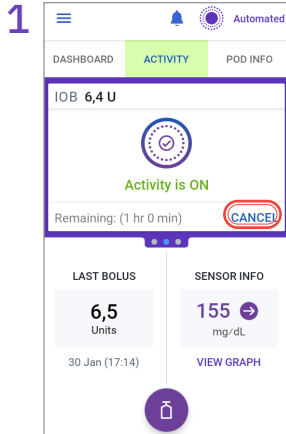 1
Automated
DASHBOARD ACTIVITY POD INFO
IOB 6,4 U
Activity is ON
Remaining: (1 hr 0 min) CANCEL
LAST BOLUS SENSOR INFO
6,5 155
Units mg/dL
30 Jan (17:14) VIEW GRAPH